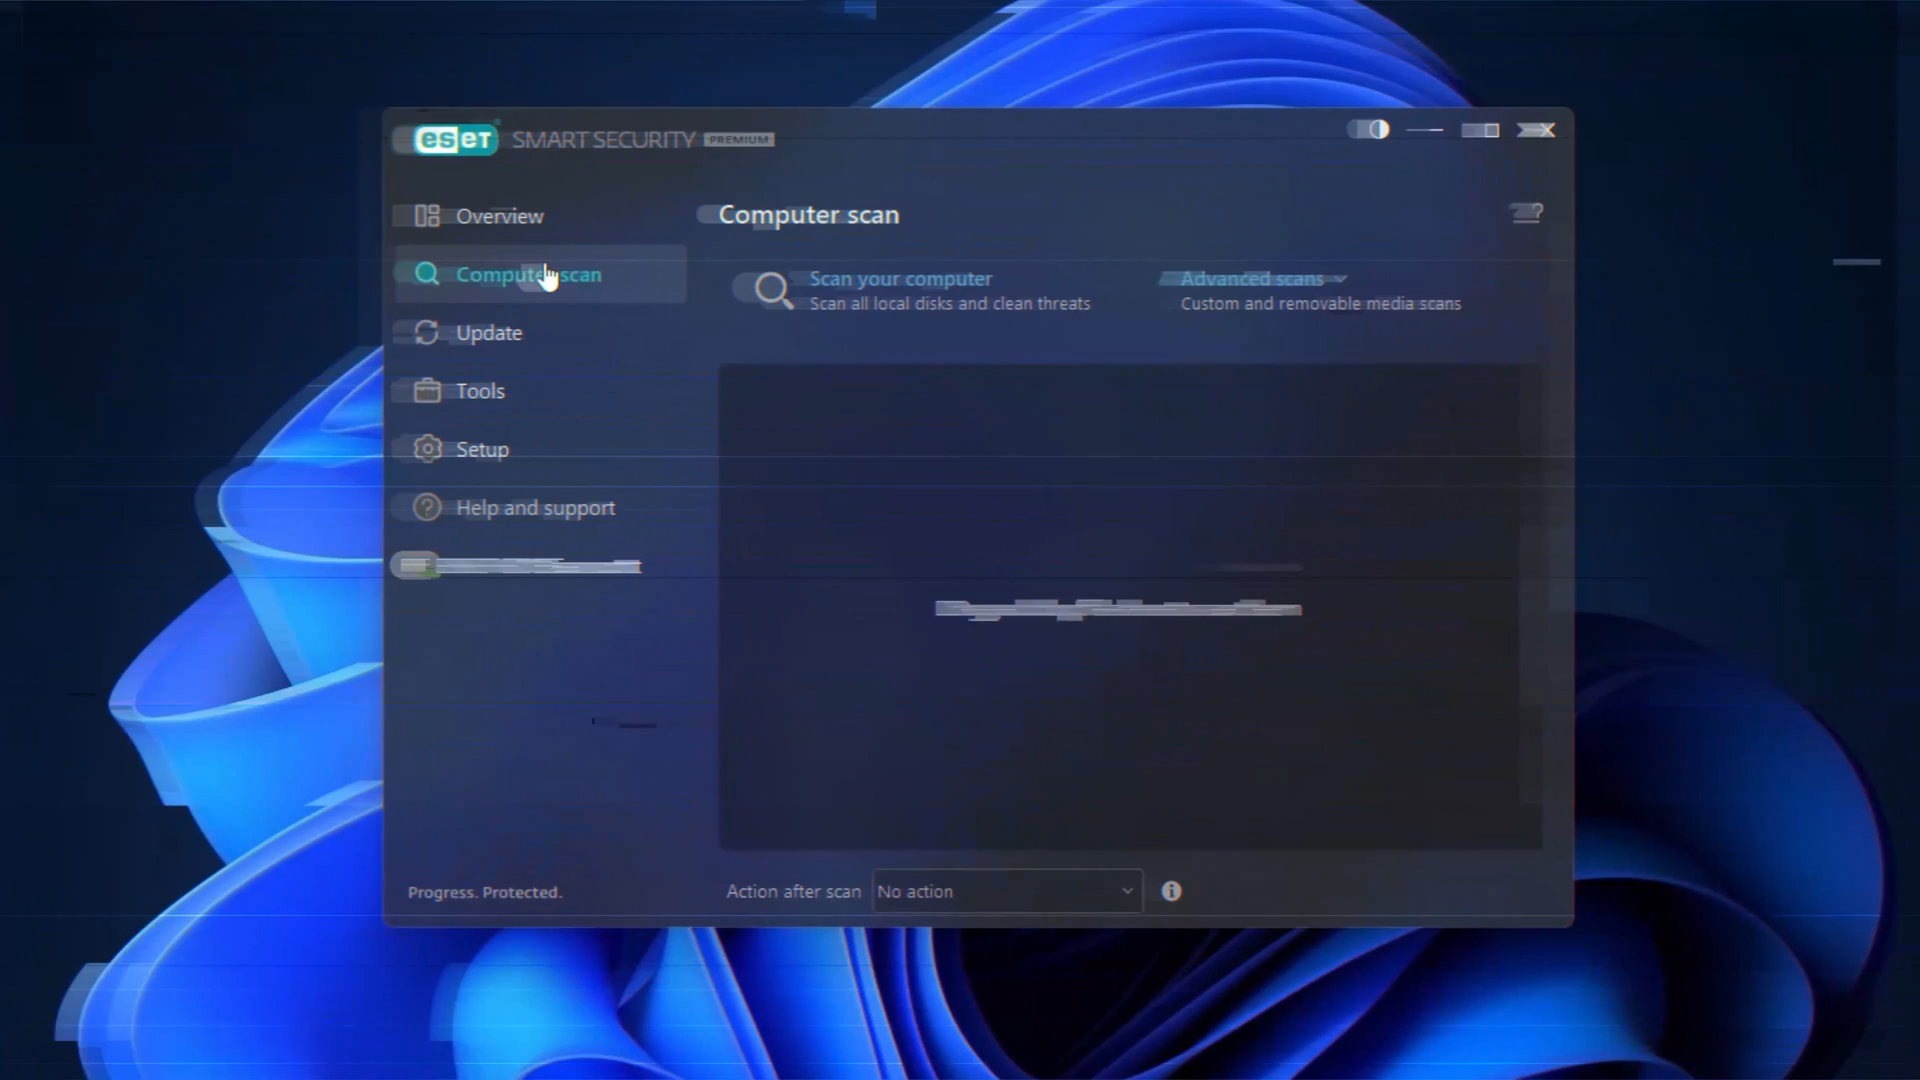 eset SMART SECURITY PREMIUM
Overview
Computer scan
Update
Tools
Setup
Help and support
Progress. Protected.
Computer scan
Scan your computer
Scan all local disks and clean threats
Advanced scans
Custom and removable media scans
Action after scan No action